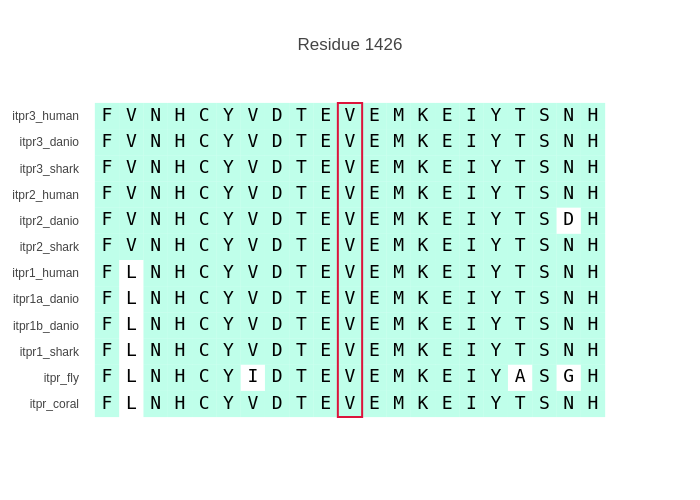 Residue 1426
itpr3_human F V N H C Y V D T E V E M K E I Y T S N H
itpr3_danio F V N H C Y V D T E V E M K E I Y T S N H
itpr3_shark F V N H C Y V D T E V E M K E I Y T S N H
itpr2_human F V N H C Y V D T E V E M K E I Y T S N H
itpr2_danio F V N H C Y V D T E V E M K E I Y T S D H
itpr2_shark F V N H C Y V D T E V E M K E I Y T S N H
itpr1_human F L N H C Y V D T E V E M K E I Y T S N H
itpr1a_danio F L N H C Y V D T E V E M K E I Y T S N H
itpr1b_danio F L N H C Y V D T E V E M K E I Y T S N H
itpr1_shark F L N H C Y V D T E V E M K E I Y T S N H
itpr_fly F L N H C Y I D T E V E M K E I Y A S G H
itpr_coral F L N H C Y V D T E V E M K E I Y T S N H